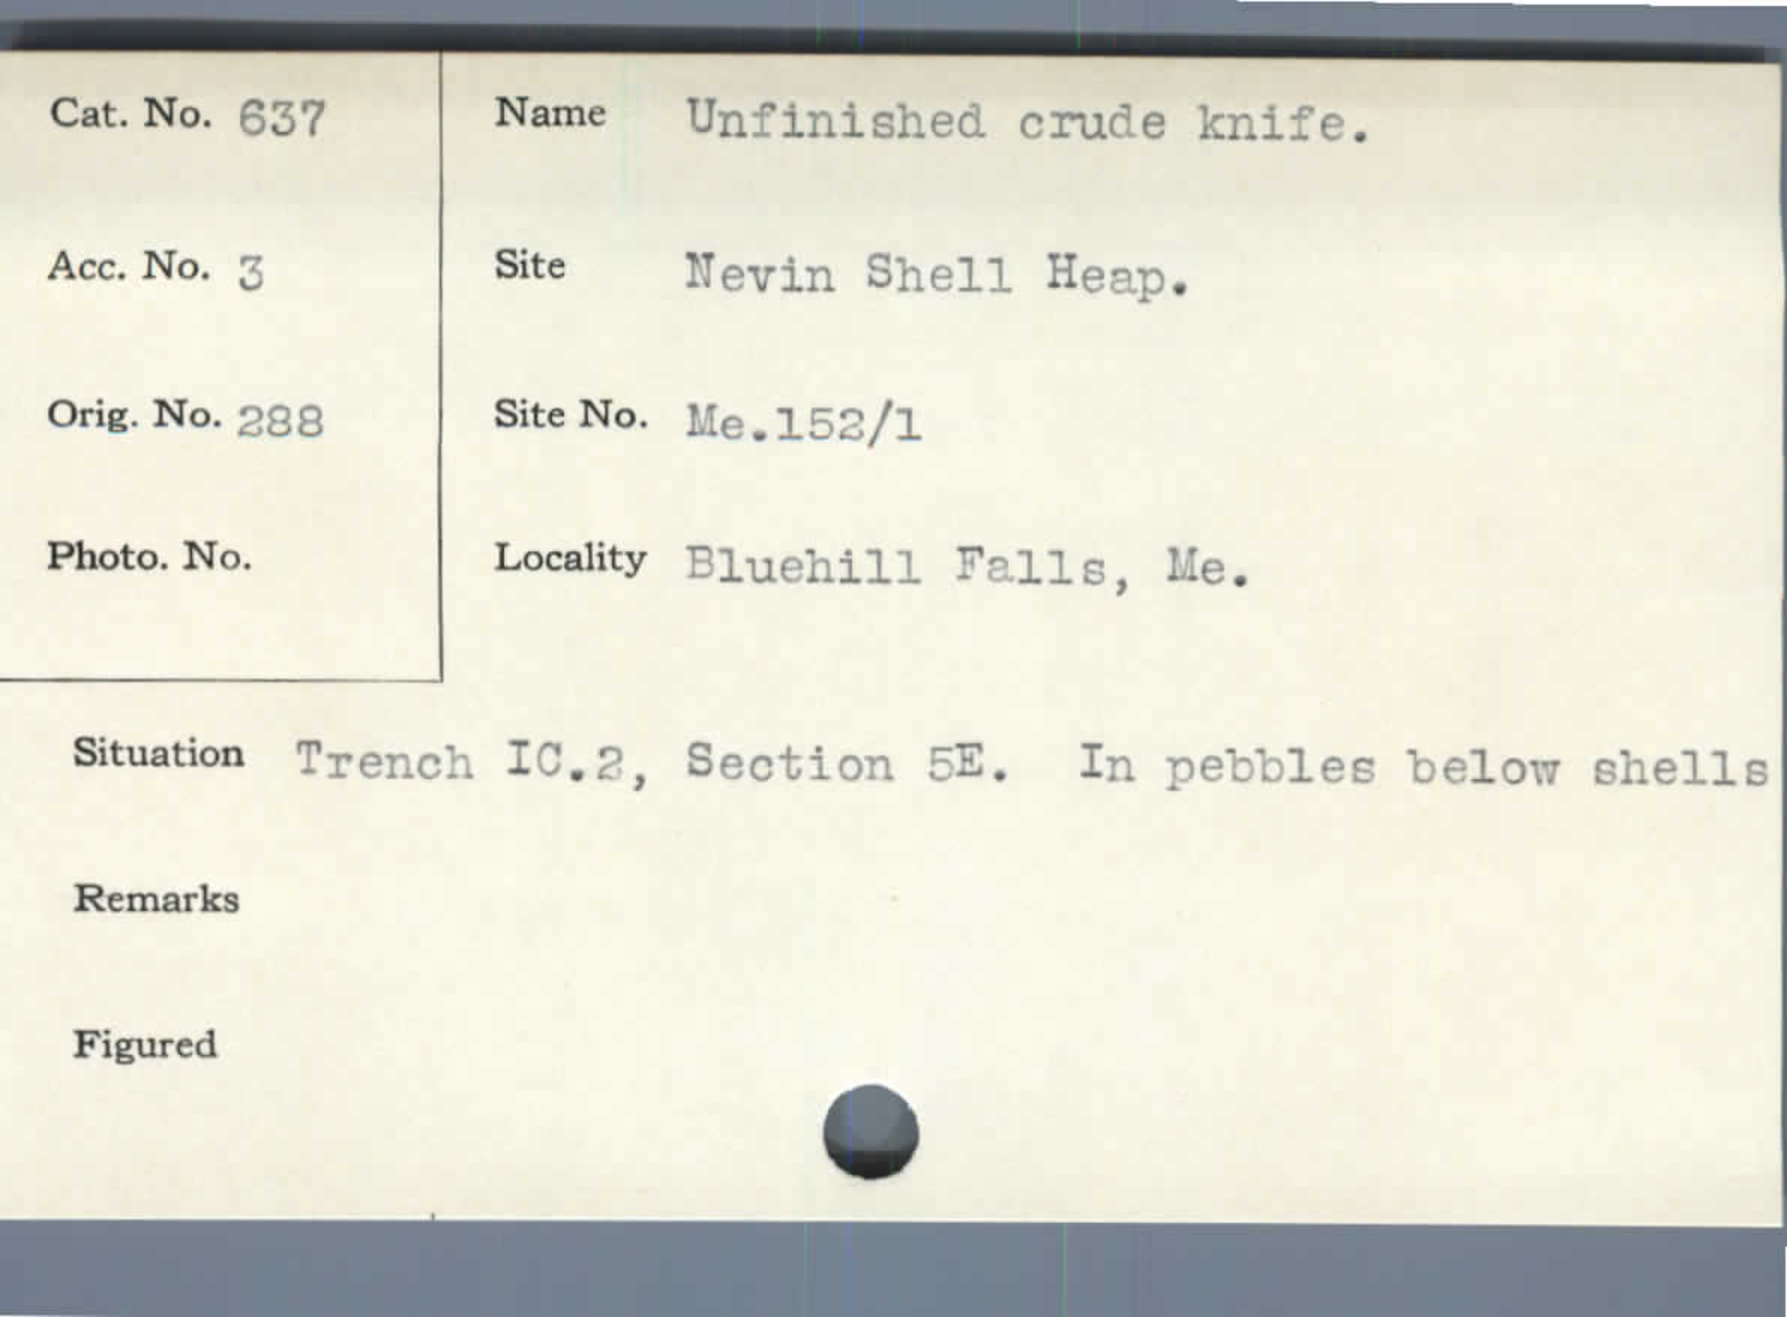 Cat. No. 637
Name Unfinished crude knife.
Acc. No. 3
Site Nevin Shell Heap.
Orig. No. 288
Site No. Me.152/1
Photo. No.
Locality Bluehill Falls, Me.
Situation Trench IC.2, Section 5E. In pebbles below shells
Remarks
Figured